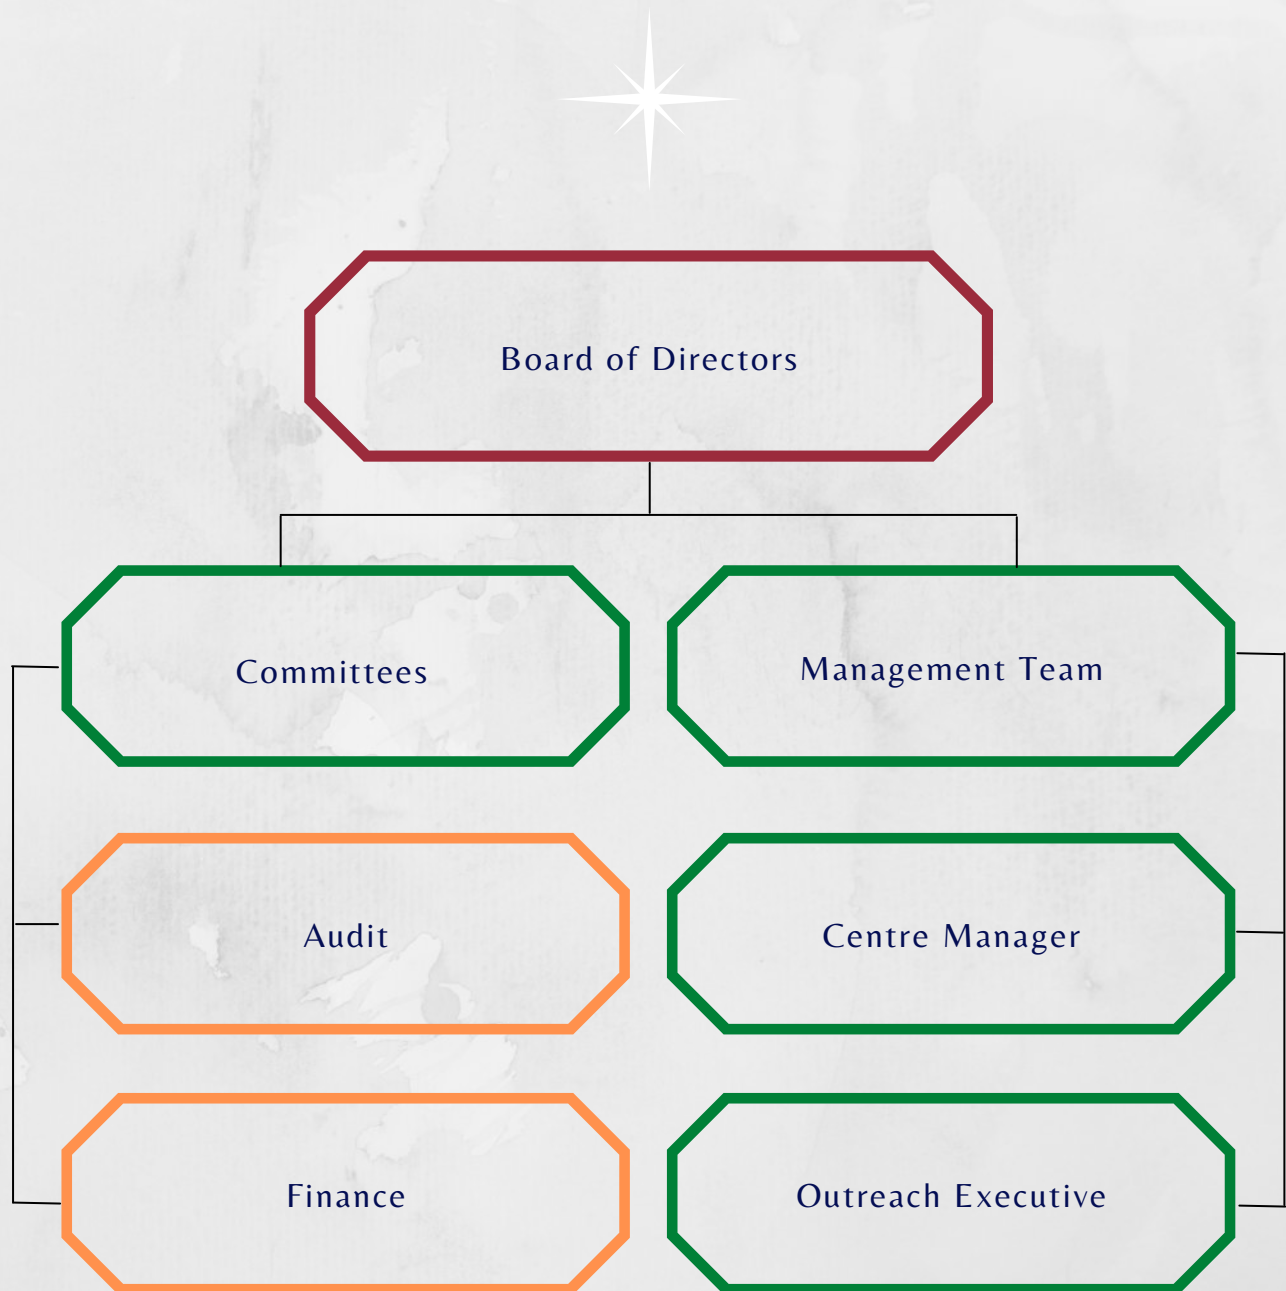 Board of Directors
Committees
Management Team
Audit
Centre Manager
Finance
Outreach Executive